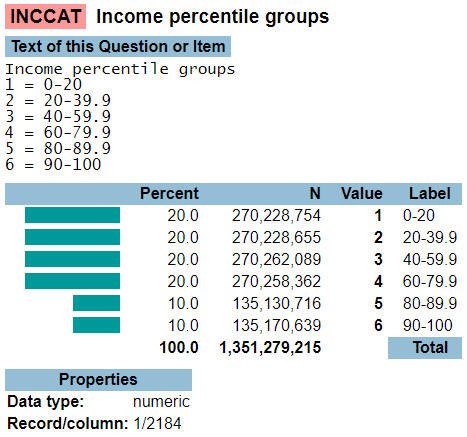 INCCAT Income percentile groups
Text of this Question or Item
Income percentile groups
1 = 0-20
2 = 20-39.9
3 = 40-59.9
4 = 60-79.9
5 = 80-89.9
6 = 90-100
Percent N Value Label
20.0 270,228,754 1 0-20
20.0 270,228,655 2 20-39.9
20.0 270,262,089 3 40-59.9
20.0 270,258,362 4 60-79.9
10.0 135,130,716 5 80-89.9
10.0 135,170,639 6 90-100
100.0 1,351,279,215 Total
Properties
Data type: numeric
Record/column: 1/2184